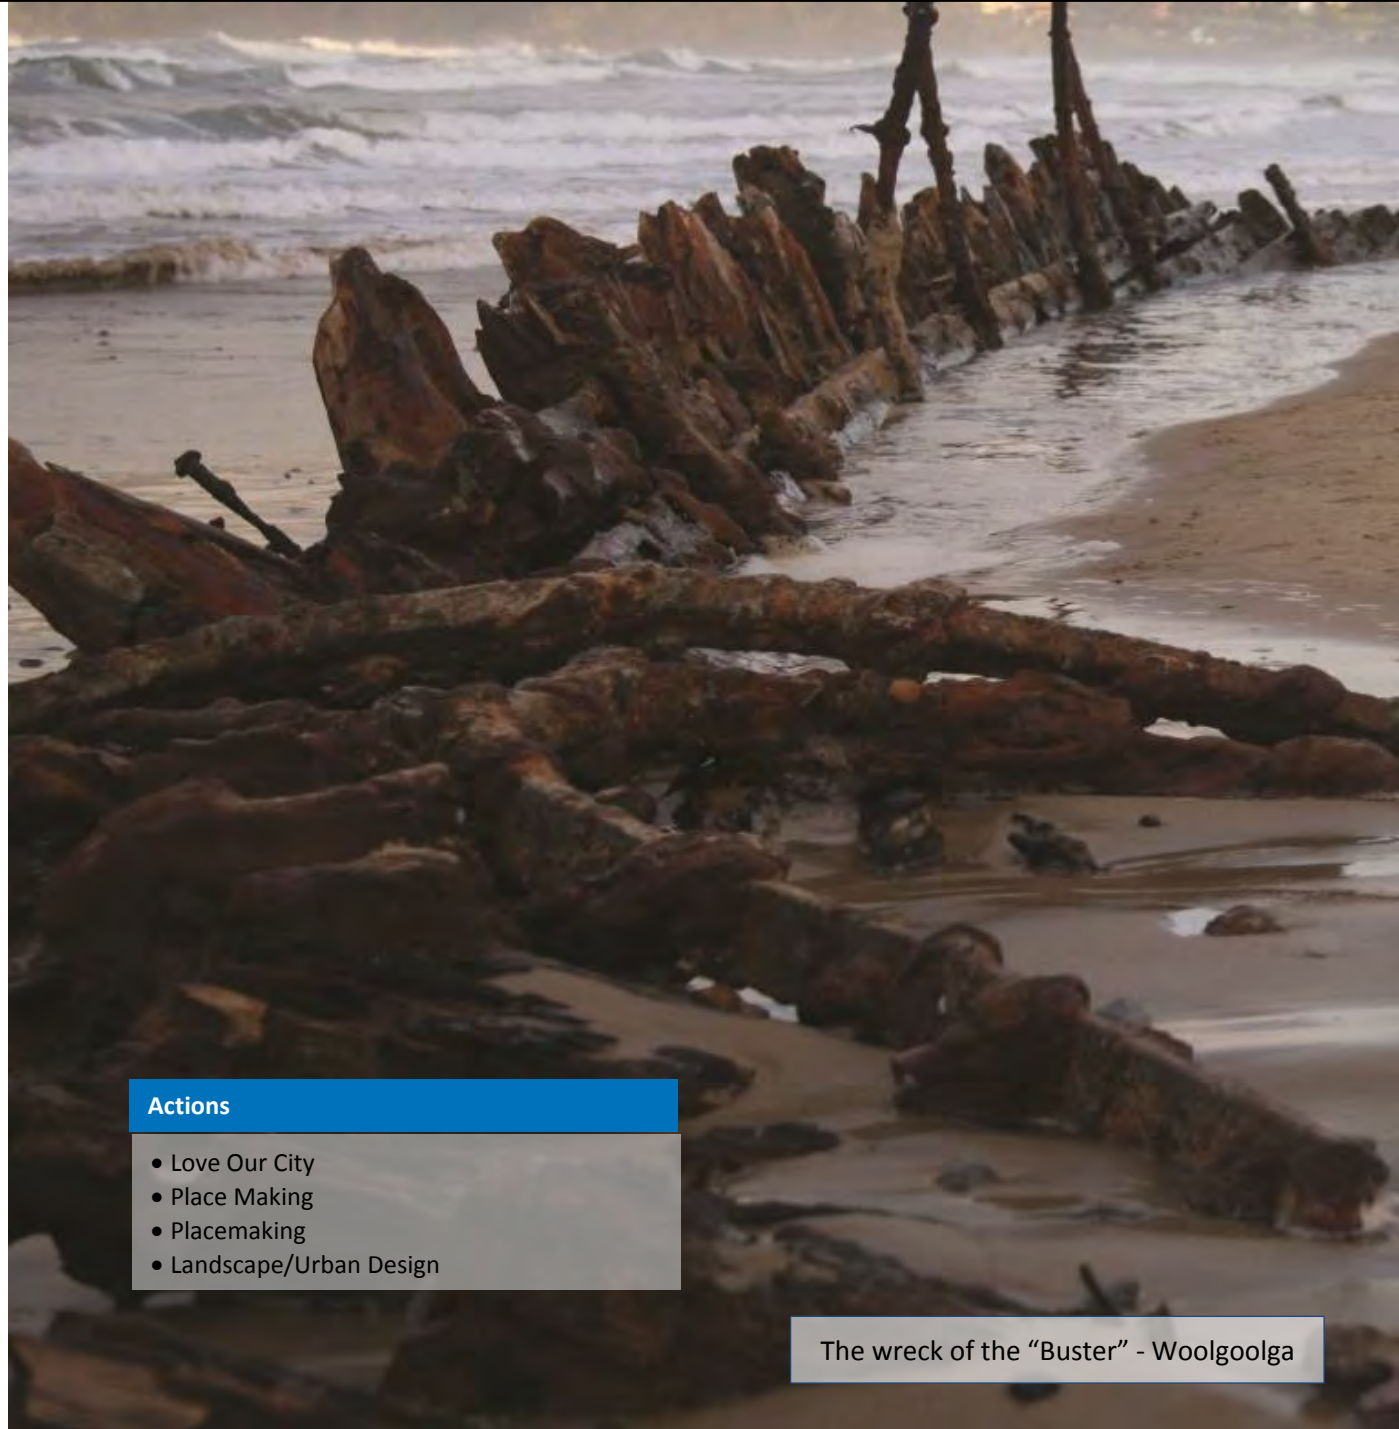 Actions
• Love Our City
• Place Making
• Placemaking
• Landscape/Urban Design
The wreck of the “Buster” - Woolgoolga